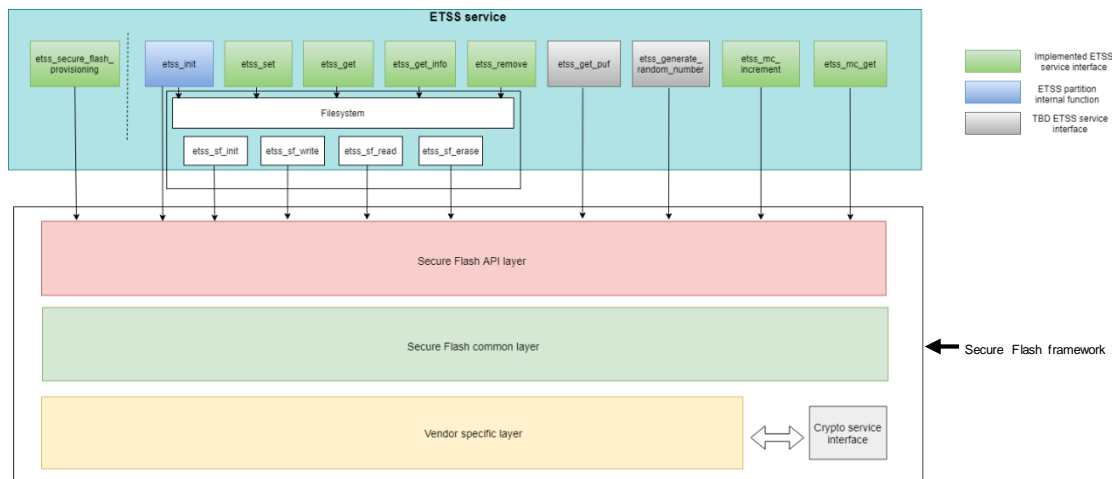 ETSS service
etss_secure_flash_
provisioning
etss_init
etss_set
etss_get
etss_get_info
etss_remove
etss_get_puf
etss_generate_
random_number
etss_mc_
increment
etss_mc_get
Filesystem
etss_sf_init
etss_sf_write
etss_sf_read
etss_sf_erase
Implemented ETSS
service interface
ETSS partition
internal function
TBD ETSS service
interface
Secure Flash API layer
Secure Flash common layer
Secure Flash framework
Vendor specific layer
Crypto service
interface